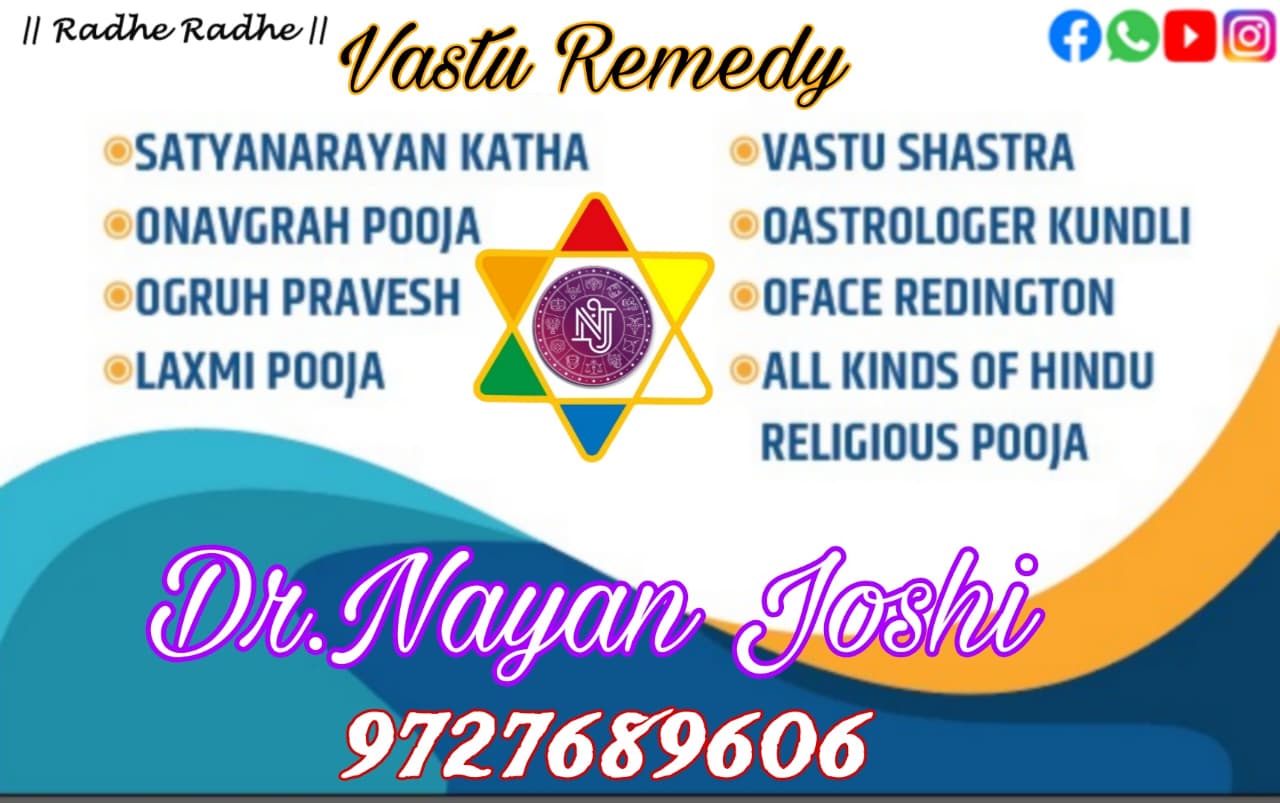 || Radhe Radhe ||
Vastu Remedy
SATYANARAYAN KATHA
ONAVGRAH POOJA
OGRUH PRAVESH
LAXMI POOJA
NJ
VASTU SHASTRA
OASTROLOGER KUNDLI
OFACE REDINGTON
ALL KINDS OF HINDU
RELIGIOUS POOJA
Dr.Nayan Joshi
9727689606